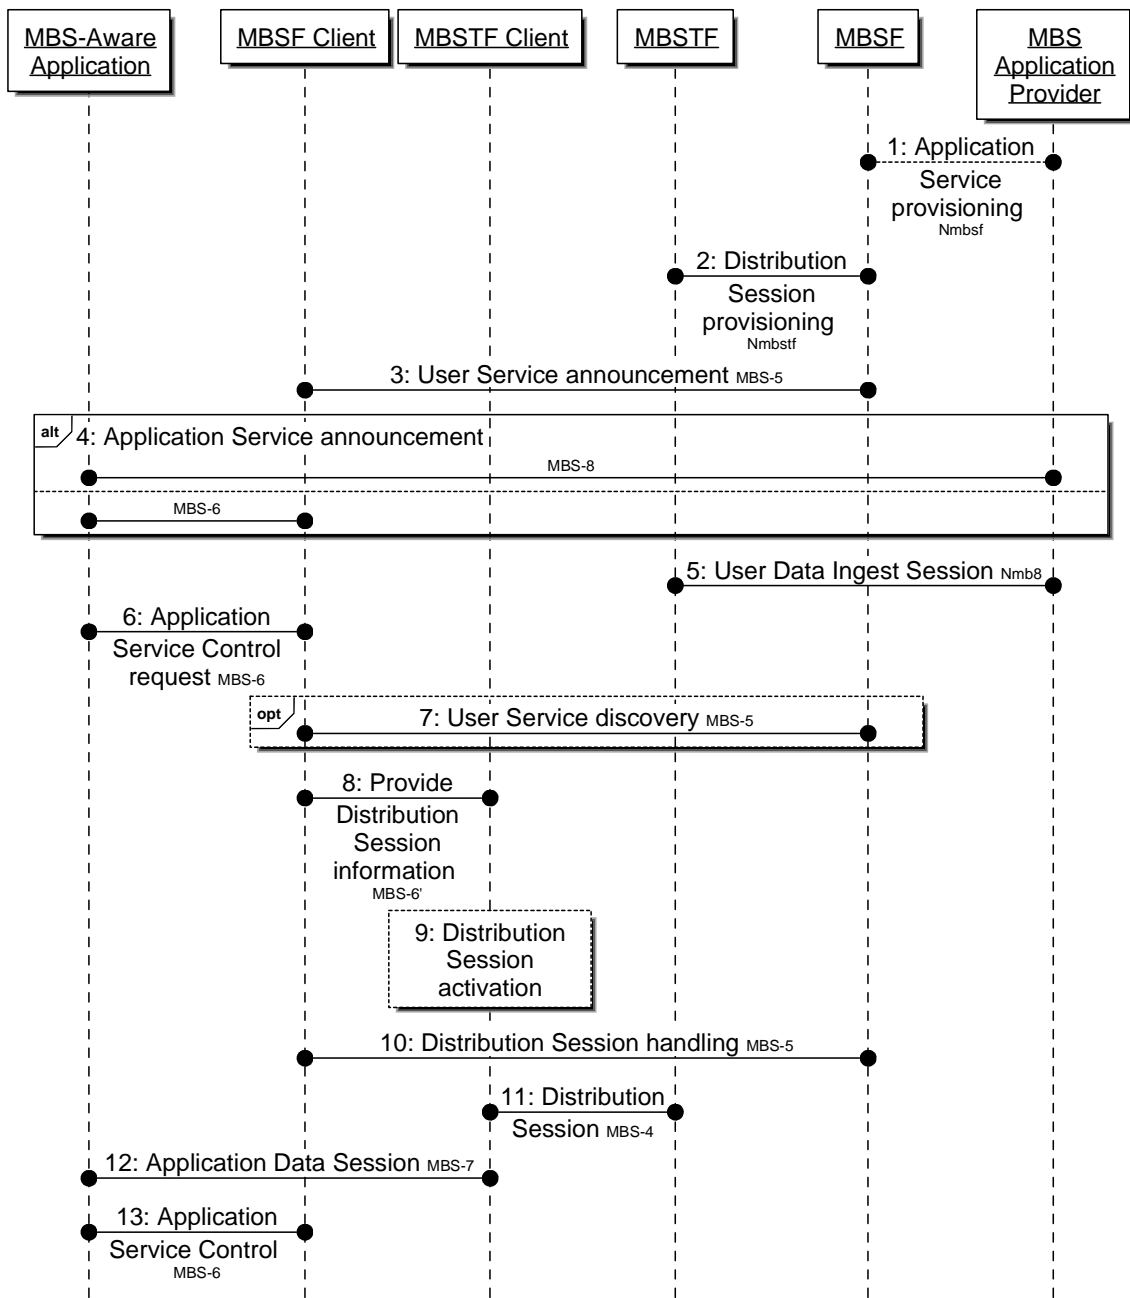 MBS-Aware
Application
MBSF Client
MBSTF Client
MBSTF
MBSF
MBS
Application
Provider
1: Application
Service
provisioning
Nmbsf
2: Distribution
Session
provisioning
Nmbstf
3: User Service announcement MBS-5
alt
4: Application Service announcement
MBS-8
MBS-6
5: User Data Ingest Session Nmb8
6: Application
Service Control
request MBS-6
opt
7: User Service discovery MBS-5
8: Provide
Distribution
Session
information
MBS-6'
9: Distribution
Session
activation
10: Distribution Session handling MBS-5
11: Distribution
Session MBS-4
12: Application Data Session MBS-7
13: Application
Service Control
MBS-6